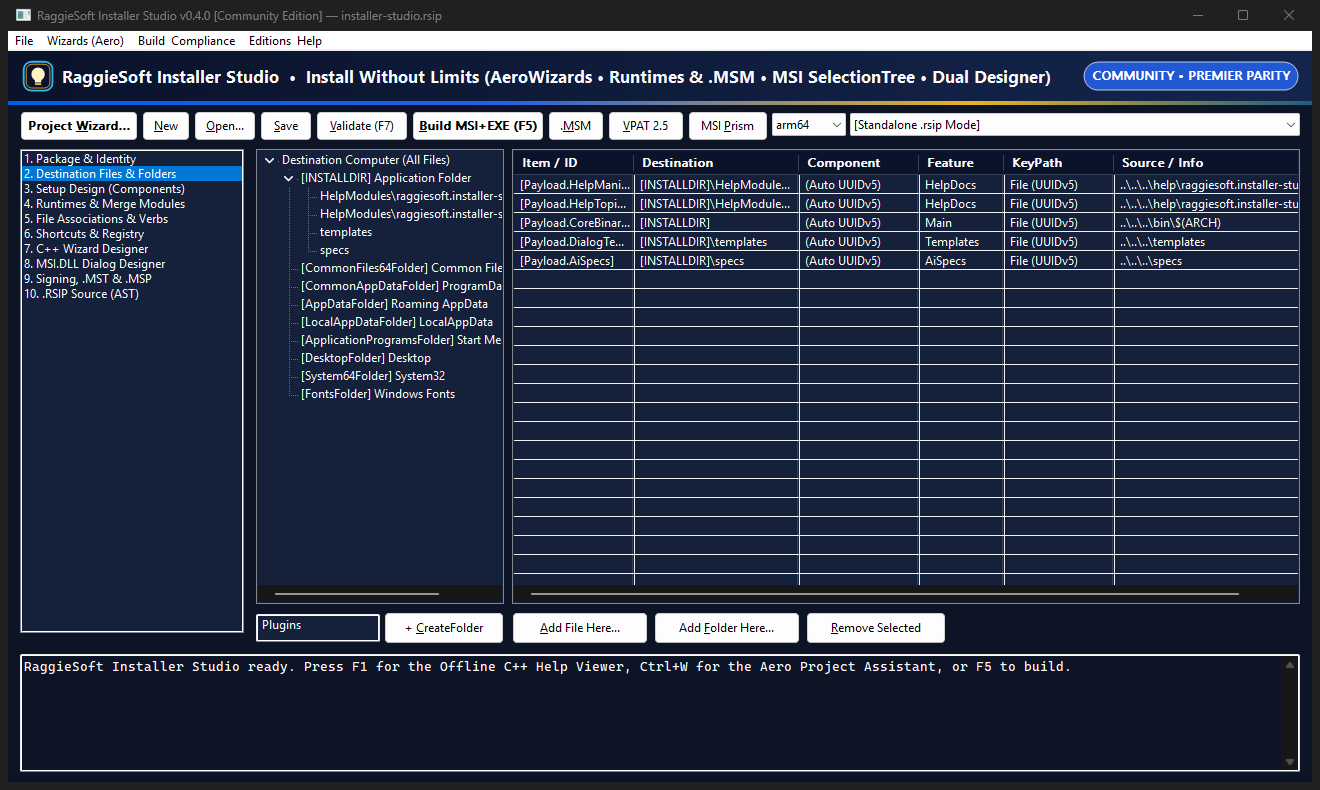 RaggieSoft Installer Studio v0.4.0 [Community Edition] — installer-studio.rsip
File Wizards (Aero) Build Compliance Editions Help
RaggieSoft Installer Studio • Install Without Limits (AeroWizards • Runtimes & .MSM • MSI SelectionTree • Dual Designer)
COMMUNITY • PREMIER PARITY
Project Wizard... New Open... Save Validate (F7) Build MSI+EXE (F5) .MSM VPAT 2.5 MSI Prism arm64 [Standalone .rsip Mode]
1. Package & Identity
2. Destination Files & Folders
3. Setup Design (Components)
4. Runtimes & Merge Modules
5. File Associations & Verbs
6. Shortcuts & Registry
7. C++ Wizard Designer
8. MSI.DLL Dialog Designer
9. Signing, .MST & .MSP
10. .RSIP Source (AST)
Destination Computer (All Files)
[INSTALLDIR] Application Folder
HelpModules\raggiesoft.installer-s
HelpModules\raggiesoft.installer-s
templates
specs
[CommonFiles64Folder] Common File
[CommonAppDataFolder] ProgramDa
[AppDataFolder] Roaming AppData
[LocalAppDataFolder] LocalAppData
[ApplicationProgramsFolder] Start Me
[DesktopFolder] Desktop
[System64Folder] System32
[FontsFolder] Windows Fonts
Item / ID Destination Component Feature KeyPath Source / Info
[Payload.HelpMani... [INSTALLDIR]\HelpModule... (Auto UUIDv5) HelpDocs File (UUIDv5) ..\..\..\help\raggiesoft.installer-stu
[Payload.HelpTopi... [INSTALLDIR]\HelpModule... (Auto UUIDv5) HelpDocs File (UUIDv5) ..\..\..\help\raggiesoft.installer-stu
[Payload.CoreBinar... [INSTALLDIR] (Auto UUIDv5) Main File (UUIDv5) ..\..\..\bin\$(ARCH)
[Payload.DialogTe... [INSTALLDIR]\templates (Auto UUIDv5) Templates File (UUIDv5) ..\..\..\templates
[Payload.AiSpecs] [INSTALLDIR]\specs (Auto UUIDv5) AiSpecs File (UUIDv5) ..\..\..\specs
Plugins + CreateFolder Add File Here... Add Folder Here... Remove Selected
RaggieSoft Installer Studio ready. Press F1 for the Offline C++ Help Viewer, Ctrl+W for the Aero Project Assistant, or F5 to build.